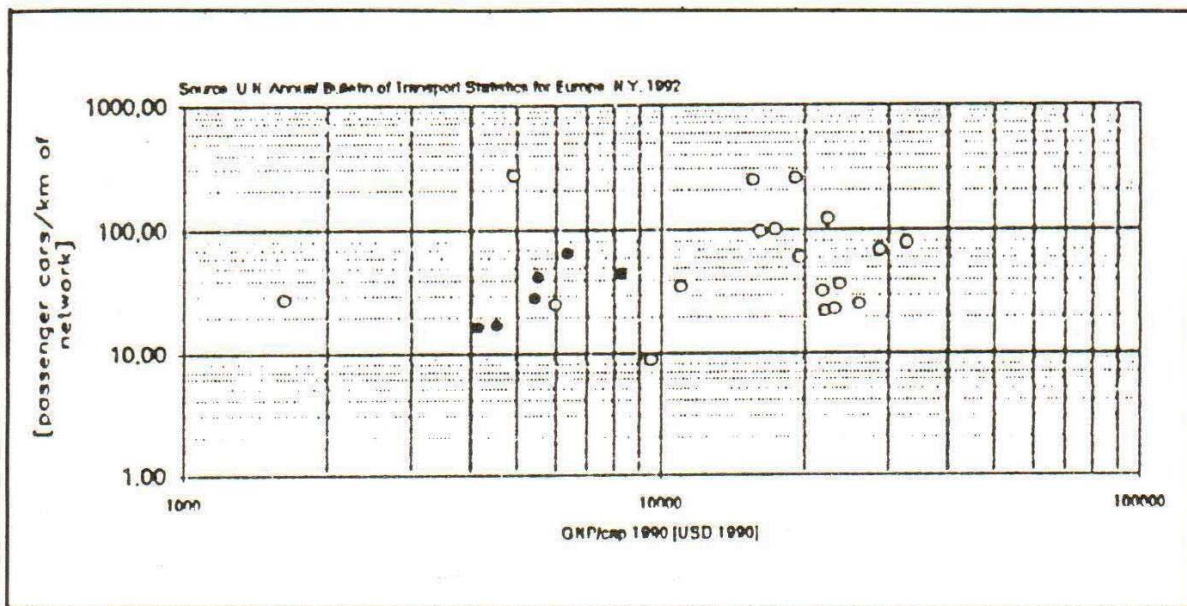 Source U N Annual Bulletin of Transport Statistics for Europe N Y, 1992
[passenger cars/km of
network]
1000,00
100,00
10.00
1.00
1000
10000
100000
GNP/cap 1990 [USD 1990]